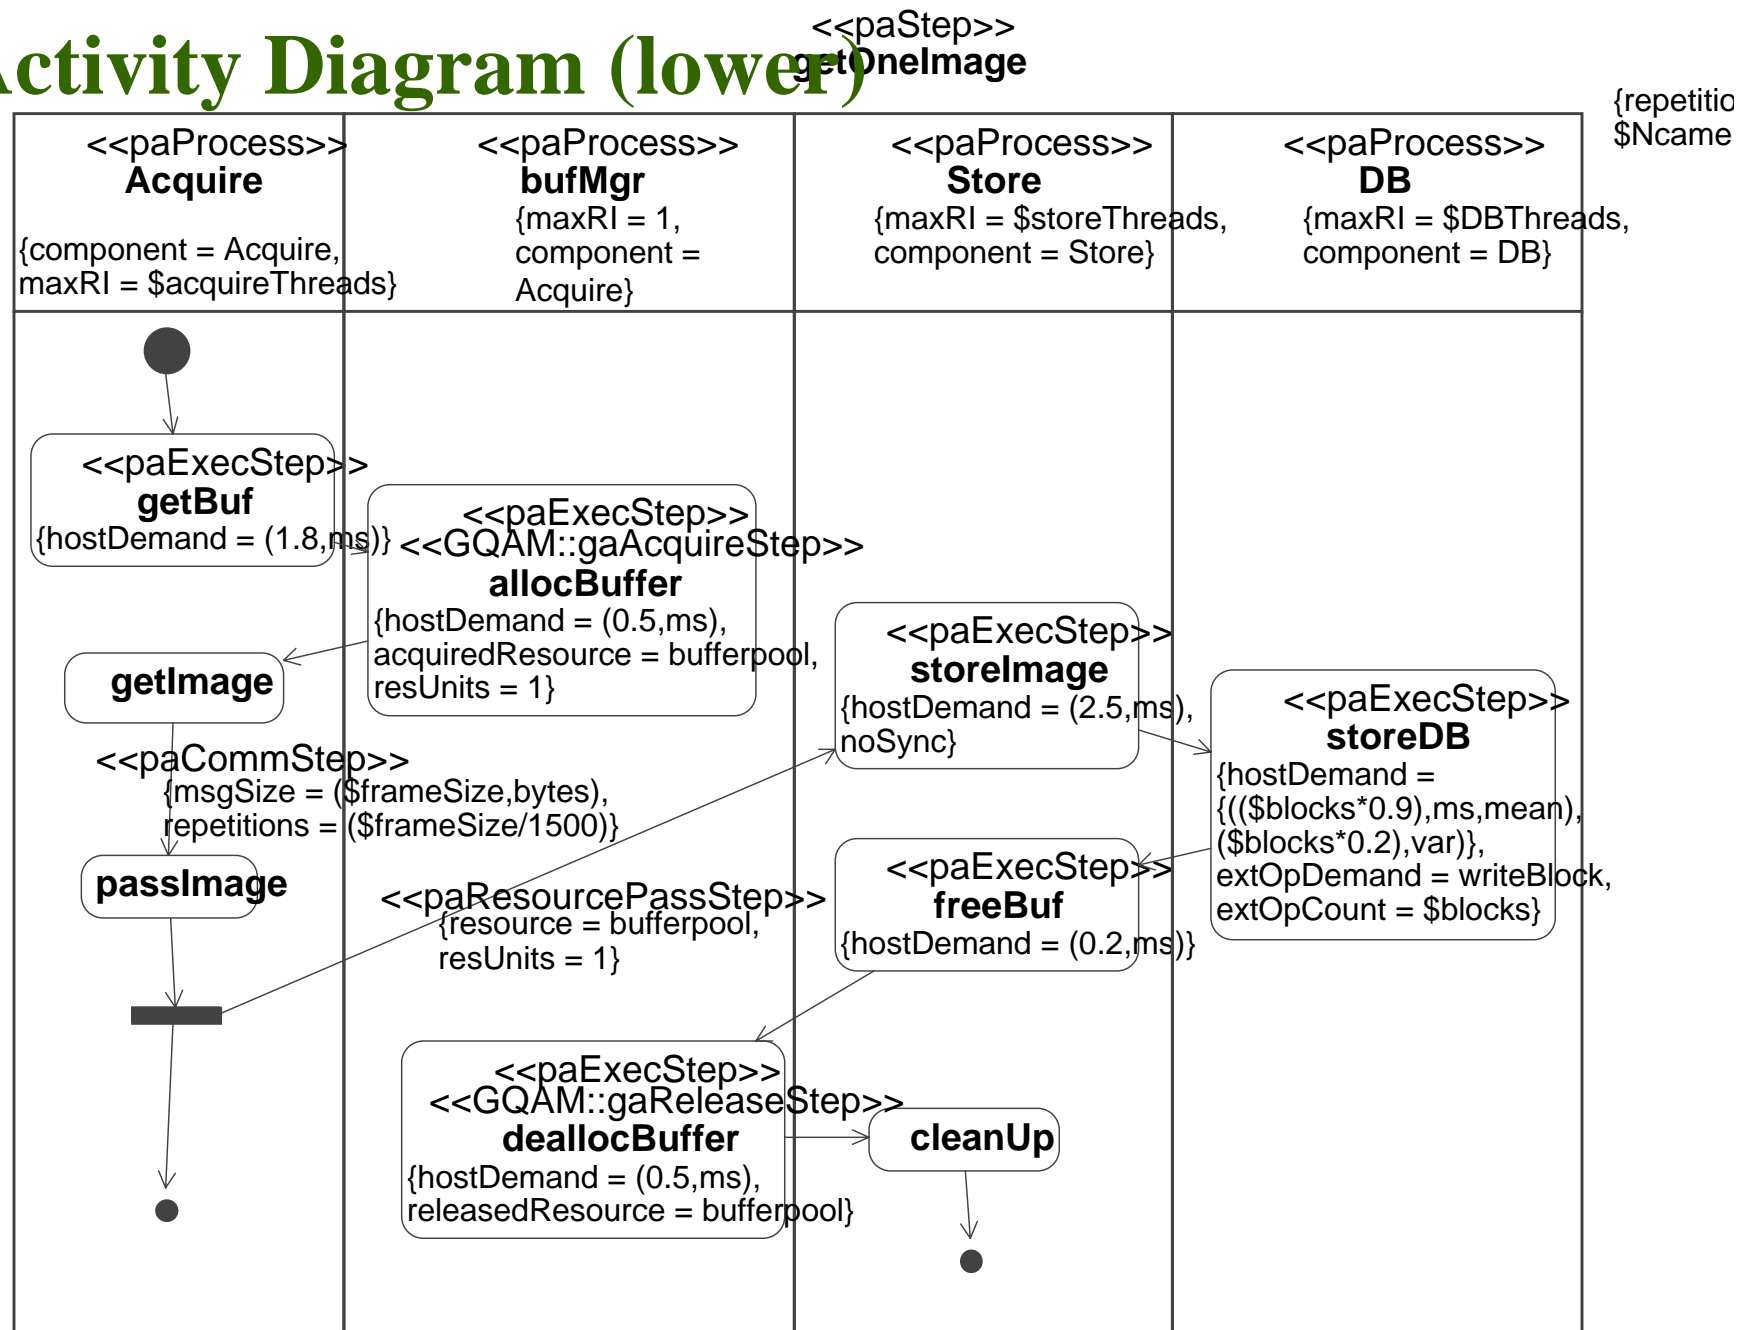 Activity Diagram (lower)
<<paStep>>
getOneImage
{repetitio
$Ncame
<<paProcess>>
Acquire
{component = Acquire,
maxRI = $acquireThreads}
<<paProcess>>
bufMgr
{maxRI = 1,
component =
Acquire}
<<paProcess>>
Store
{maxRI = $storeThreads,
component = Store}
<<paProcess>>
DB
{maxRI = $DBThreads,
component = DB}
<<paExecStep>>
getBuf
{hostDemand = (1.8,ms)}
<<paExecStep>>
<<GQAM::gaAcquireStep>>
allocBuffer
{hostDemand = (0.5,ms),
acquiredResource = bufferpool,
resUnits = 1}
getImage
<<paCommStep>>
{msgSize = ($frameSize,bytes),
repetitions = ($frameSize/1500)}
passImage
<<paExecStep>>
storeImage
{hostDemand = (2.5,ms),
noSync}
<<paExecStep>>
storeDB
{hostDemand =
{(($blocks*0.9),ms,mean),
($blocks*0.2),var)},
extOpDemand = writeBlock,
extOpCount = $blocks}
<<paResourcePassStep>>
{resource = bufferpool,
resUnits = 1}
<<paExecStep>>
freeBuf
{hostDemand = (0.2,ms)}
<<paExecStep>>
<<GQAM::gaReleaseStep>>
deallocBuffer
{hostDemand = (0.5,ms),
releasedResource = bufferpool}
cleanUp